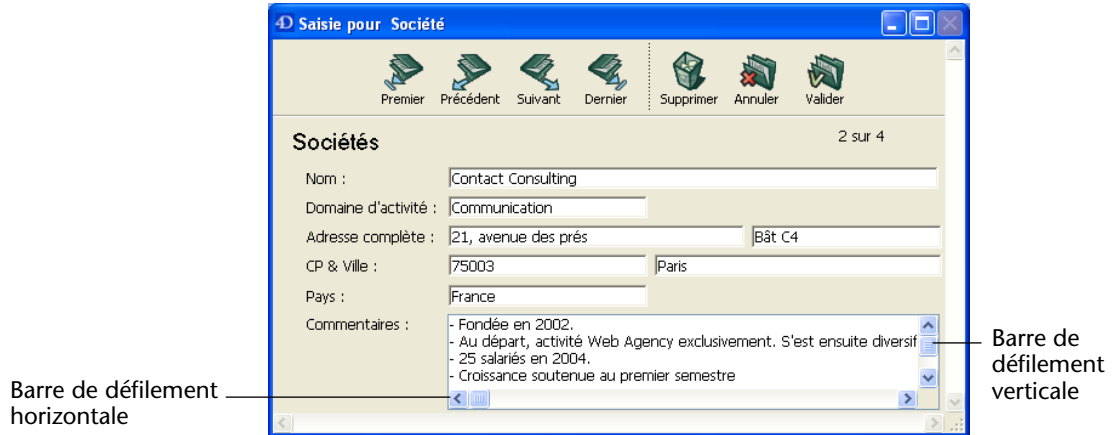 4D Saisie pour Société
Premier Précédent Suivant Dernier Supprimer Annuler Valider
Sociétés 2 sur 4
Nom : Contact Consulting
Domaine d'activité : Communication
Adresse complète : 21, avenue des prés Bât C4
CP & Ville : 75003 Paris
Pays : France
Commentaires : - Fondée en 2002.
- Au départ, activité Web Agency exclusivement. S'est ensuite diversif
- 25 salariés en 2004.
- Croissance soutenue au premier semestre
Barre de
défilement
verticale
Barre de défilement
horizontale